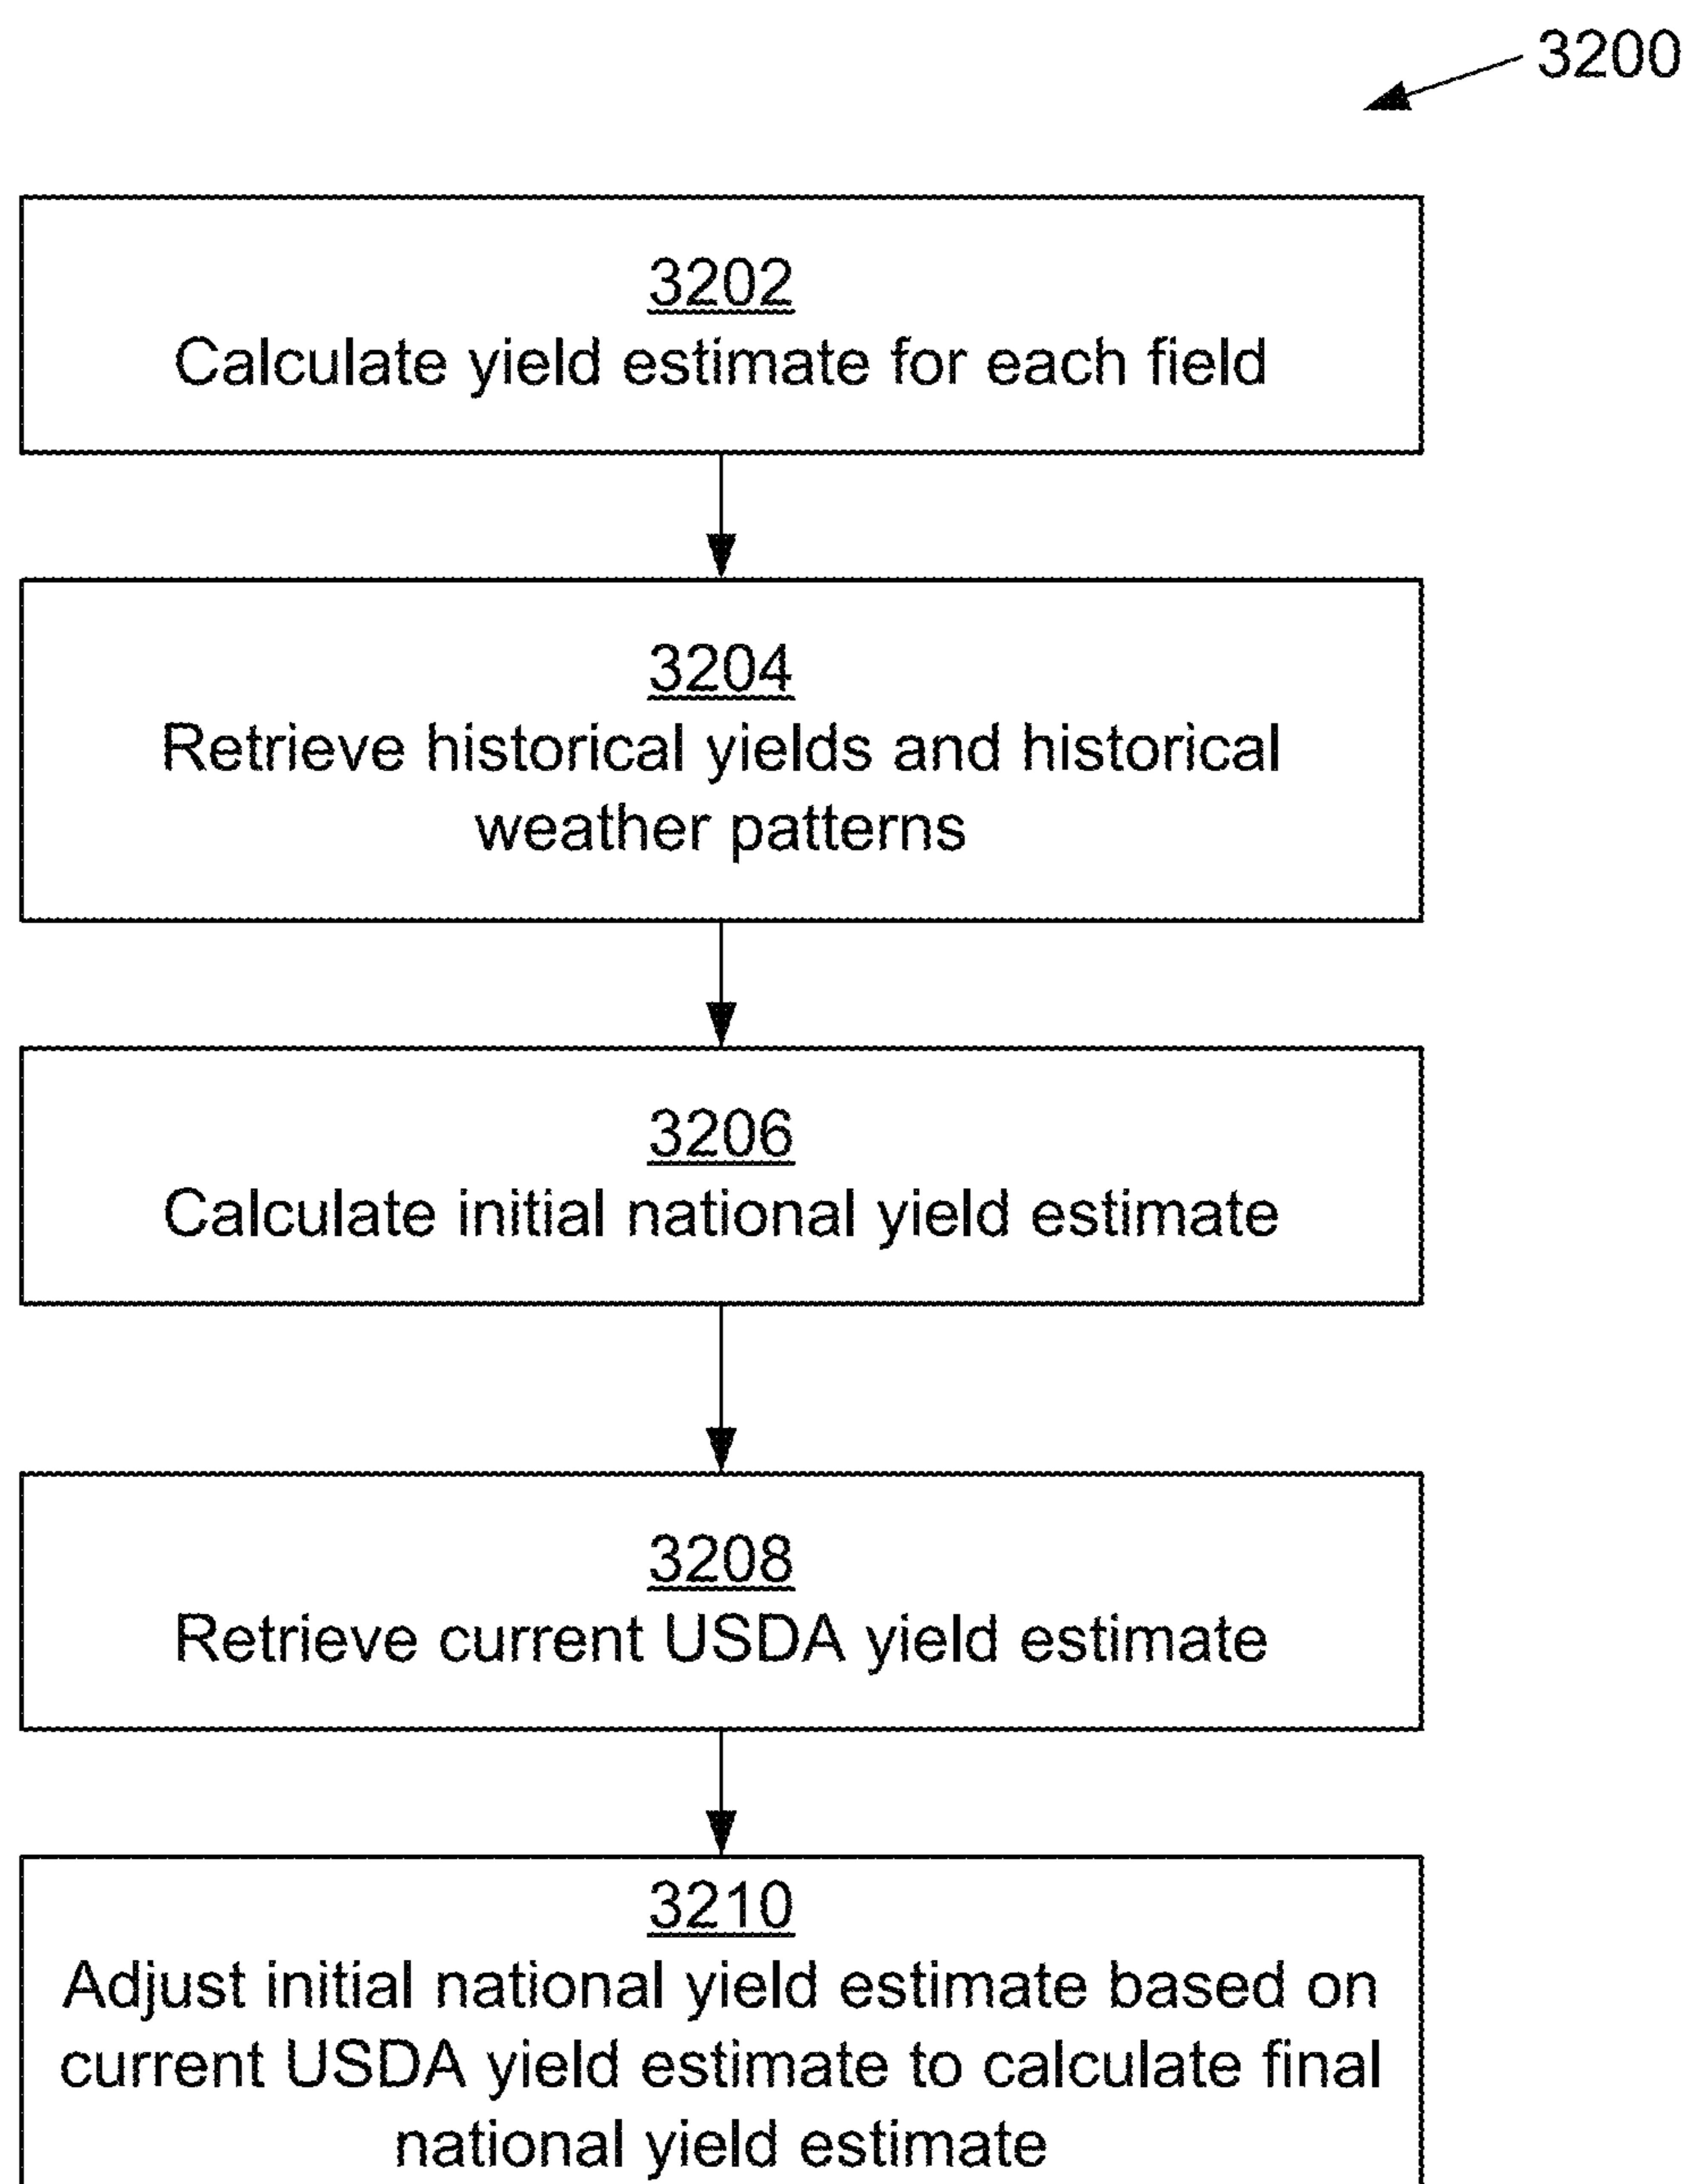 3200
3202
Calculate yield estimate for each field
3204
Retrieve historical yields and historical
weather patterns
3206
Calculate initial national yield estimate
3208
Retrieve current USDA yield estimate
3210
Adjust initial national yield estimate based on
current USDA yield estimate to calculate final
national yield estimate